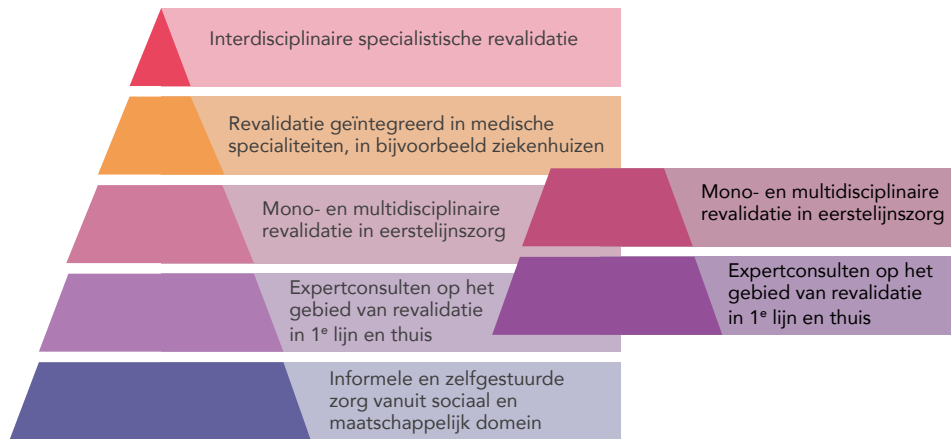 Interdisciplinaire specialistische revalidatie
Revalidatie geïntegreerd in medische
specialiteiten, in bijvoorbeeld ziekenhuizen
Mono- en multidisciplinaire
revalidatie in eerstelijnszorg
Expertconsulten op het
gebied van revalidatie
in 1ᵉ lijn en thuis
Informele en zelfgestuurde
zorg vanuit sociaal en
maatschappelijk domein
Mono- en multidisciplinaire
revalidatie in eerstelijnszorg
Expertconsulten op het
gebied van revalidatie
in 1ᵉ lijn en thuis